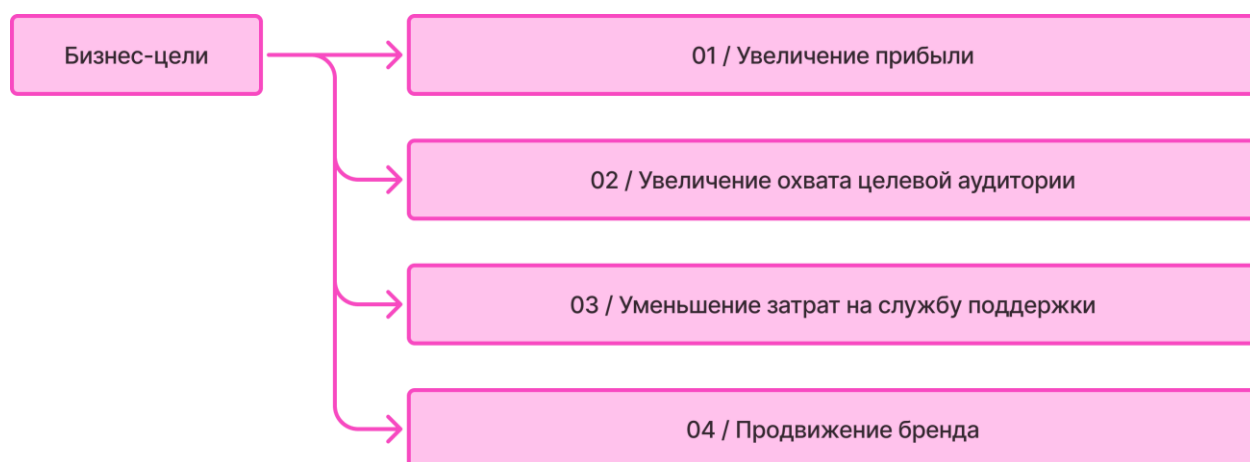 Бизнес-цели
01 / Увеличение прибыли
02 / Увеличение охвата целевой аудитории
03 / Уменьшение затрат на службу поддержки
04 / Продвижение бренда